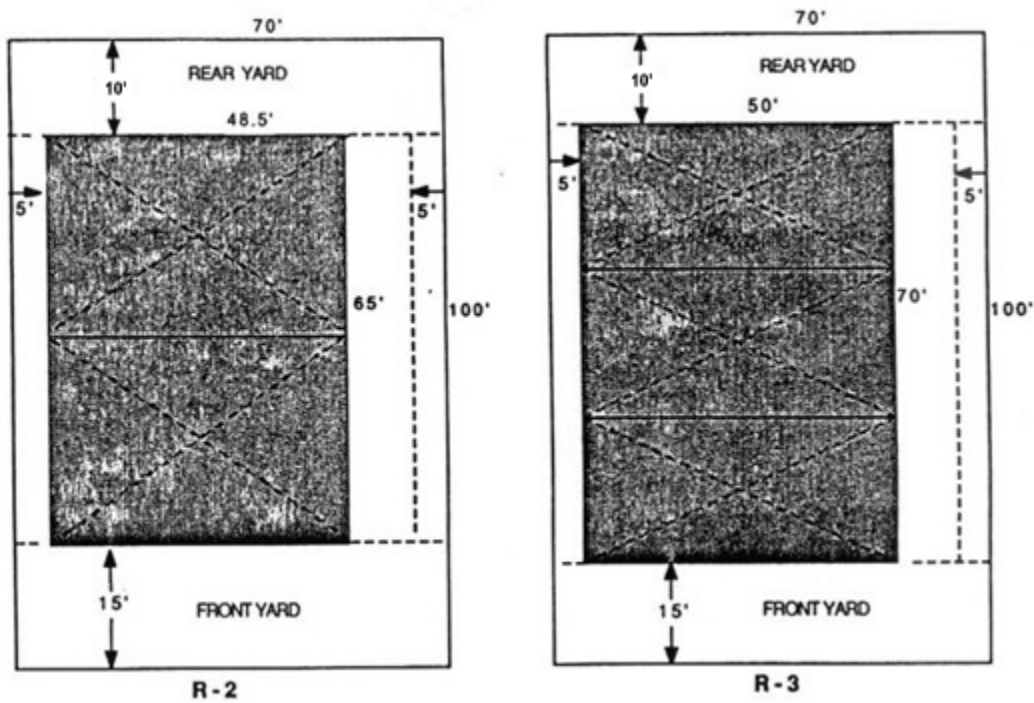 70'
REAR YARD
10'
48.5'
5'
5'
65'
100'
15'
FRONT YARD
R-2
70'
REAR YARD
10'
50'
5'
5'
70'
100'
15'
FRONT YARD
R-3